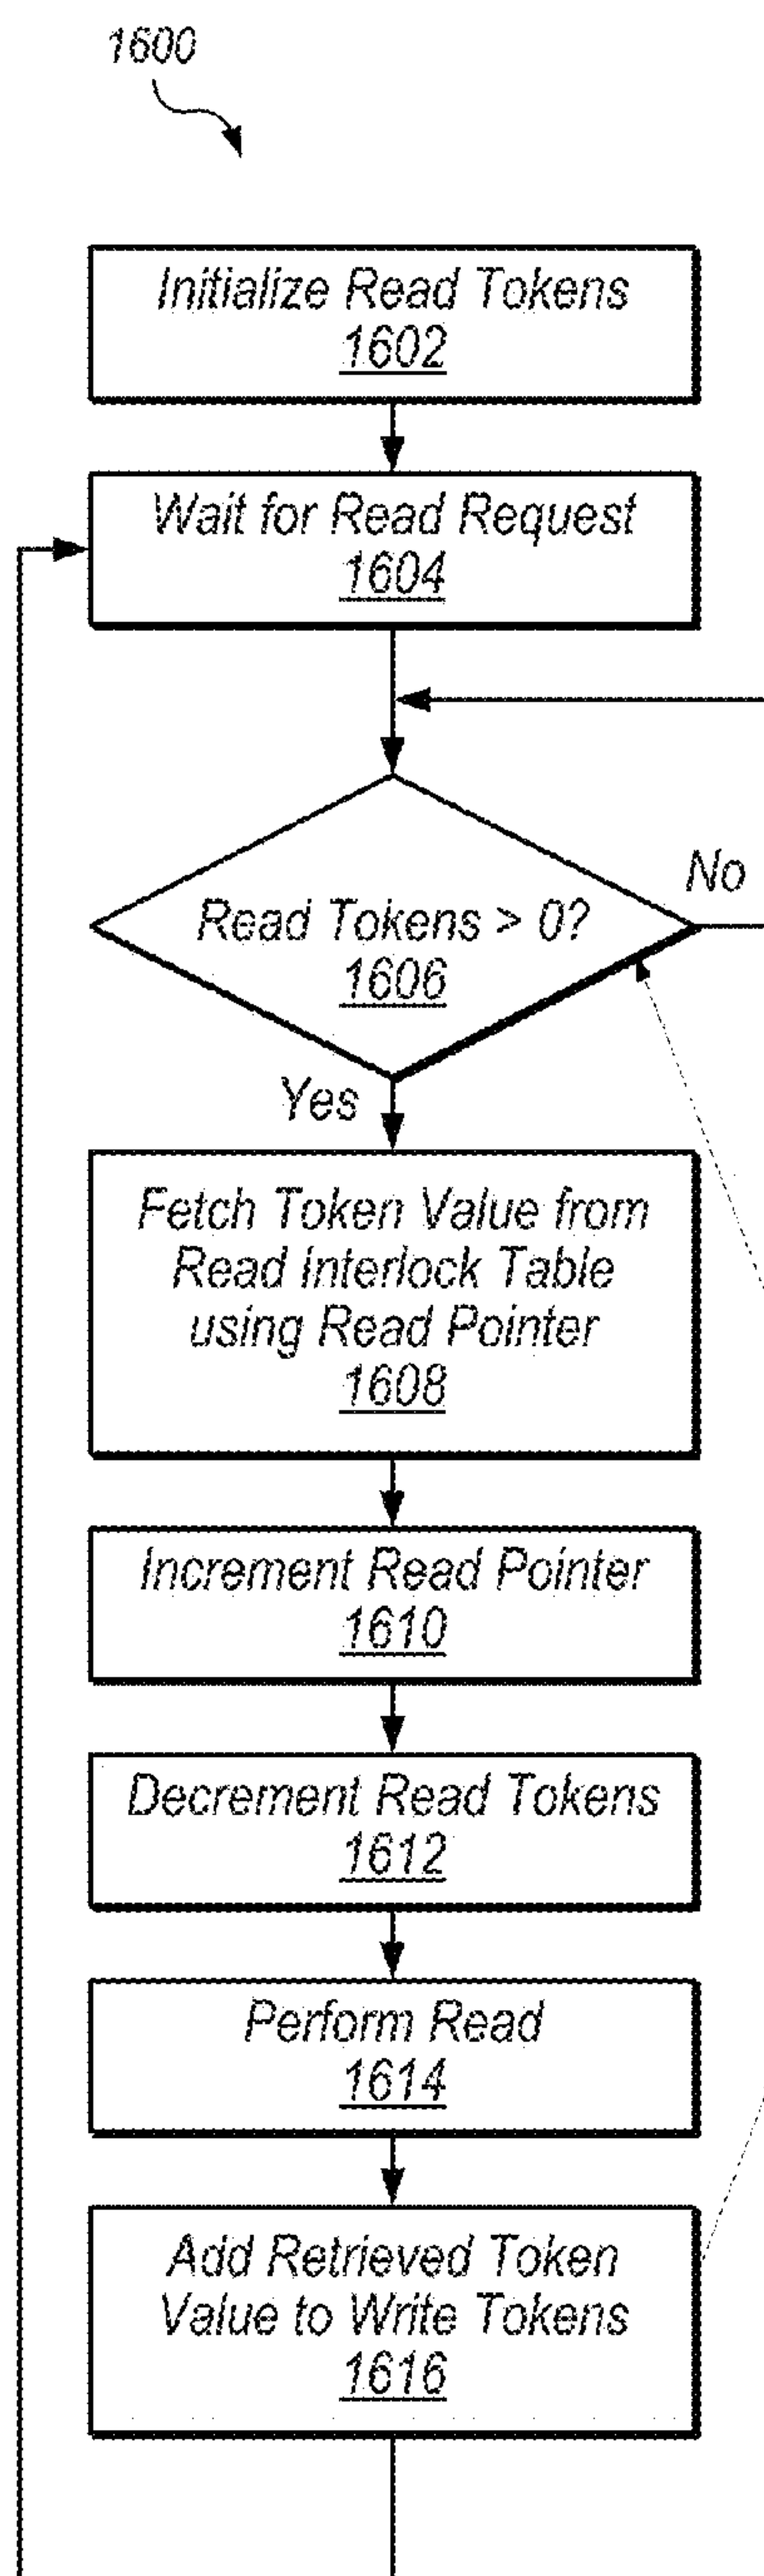 1600
Initialize Read Tokens
1602
Wait for Read Request
1604
No
Read Tokens > 0?
1606
Yes
Fetch Token Value from
Read Interlock Table
using Read Pointer
1608
Increment Read Pointer
1610
Decrement Read Tokens
1612
Perform Read
1614
Add Retrieved Token
Value to Write Tokens
1616